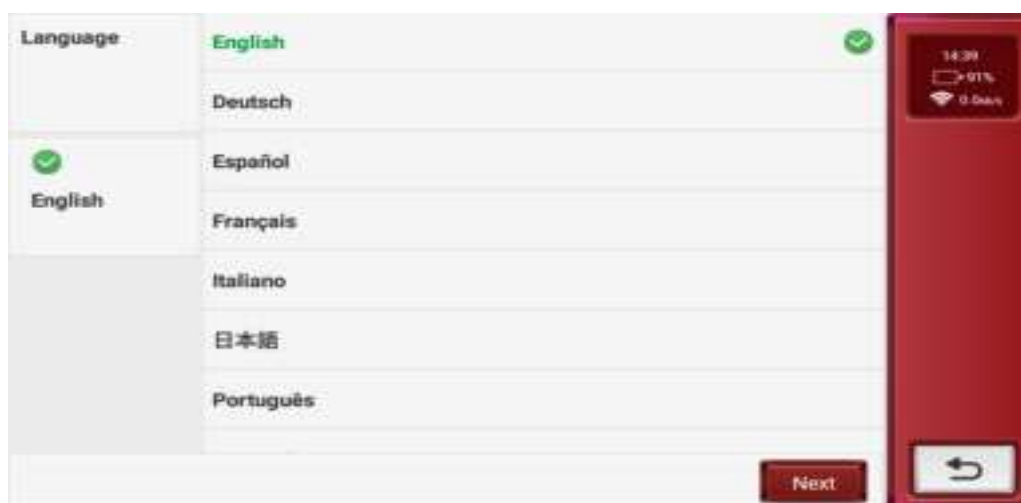 Language
English
English
Deutsch
Español
Français
Italiano
日本語
Português
14:39
91%
Next